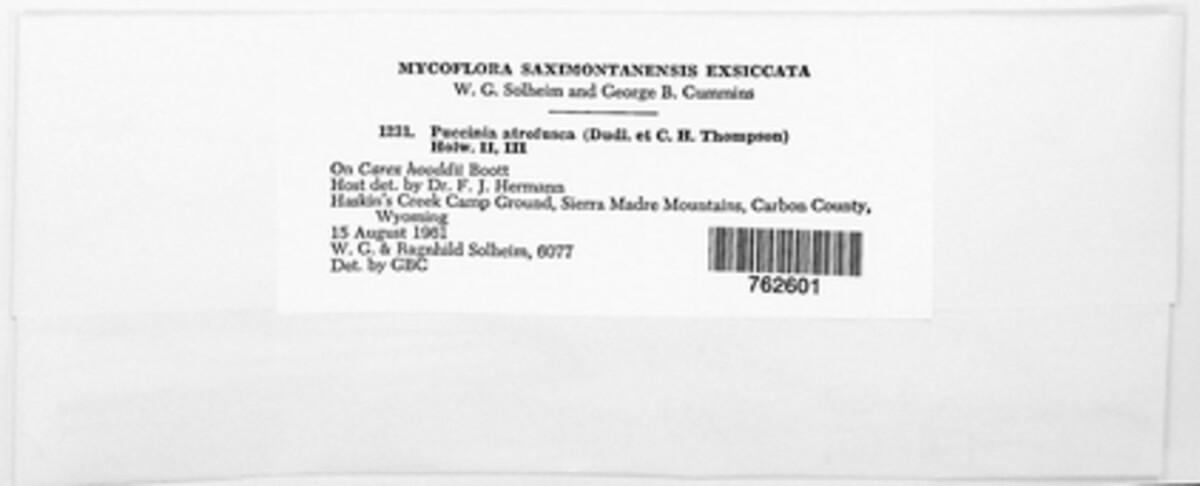 MYCOFLORA SAXIMONTANENSIS EXSICCATA
W. G. Solheim and George B. Cummins
1231. Puccinia atrofusca (Dudl. et C. H. Thompson)
Holw. II, III
On Carex hooddii Boott
Host det. by Dr. F. J. Hermann
Haskin's Creek Camp Ground, Sierra Madre Mountains, Carbon County,
Wyoming
15 August 1961
W. G. & Ragnhild Solheim, 6077
Det. by GBC
762601